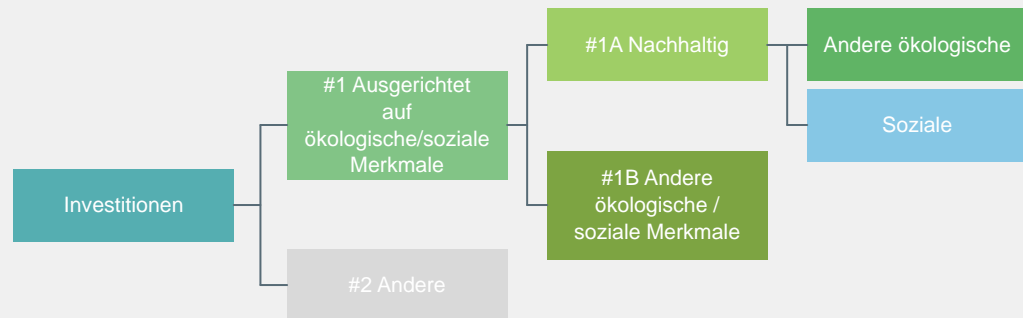 Investitionen
#1 Ausgerichtet
auf
ökologische/soziale
Merkmale
#2 Andere
#1A Nachhaltig
#1B Andere
ökologische /
soziale Merkmale
Andere ökologische
Soziale